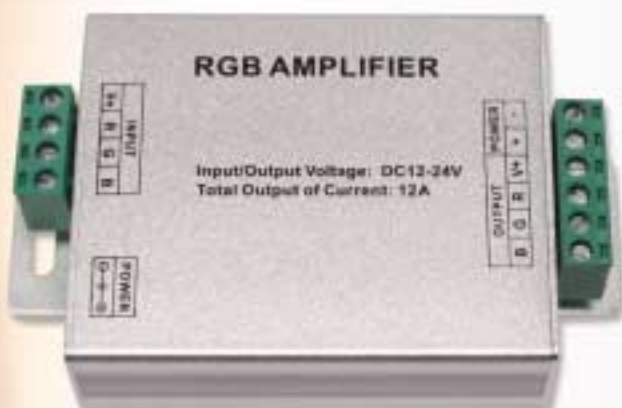 RGB AMPLIFIER
V+ R G B
INPUT
Input/Output Voltage: DC12-24V
Total Output of Current: 12A
POWER
- +
OUTPUT
V+ R G B
POWER